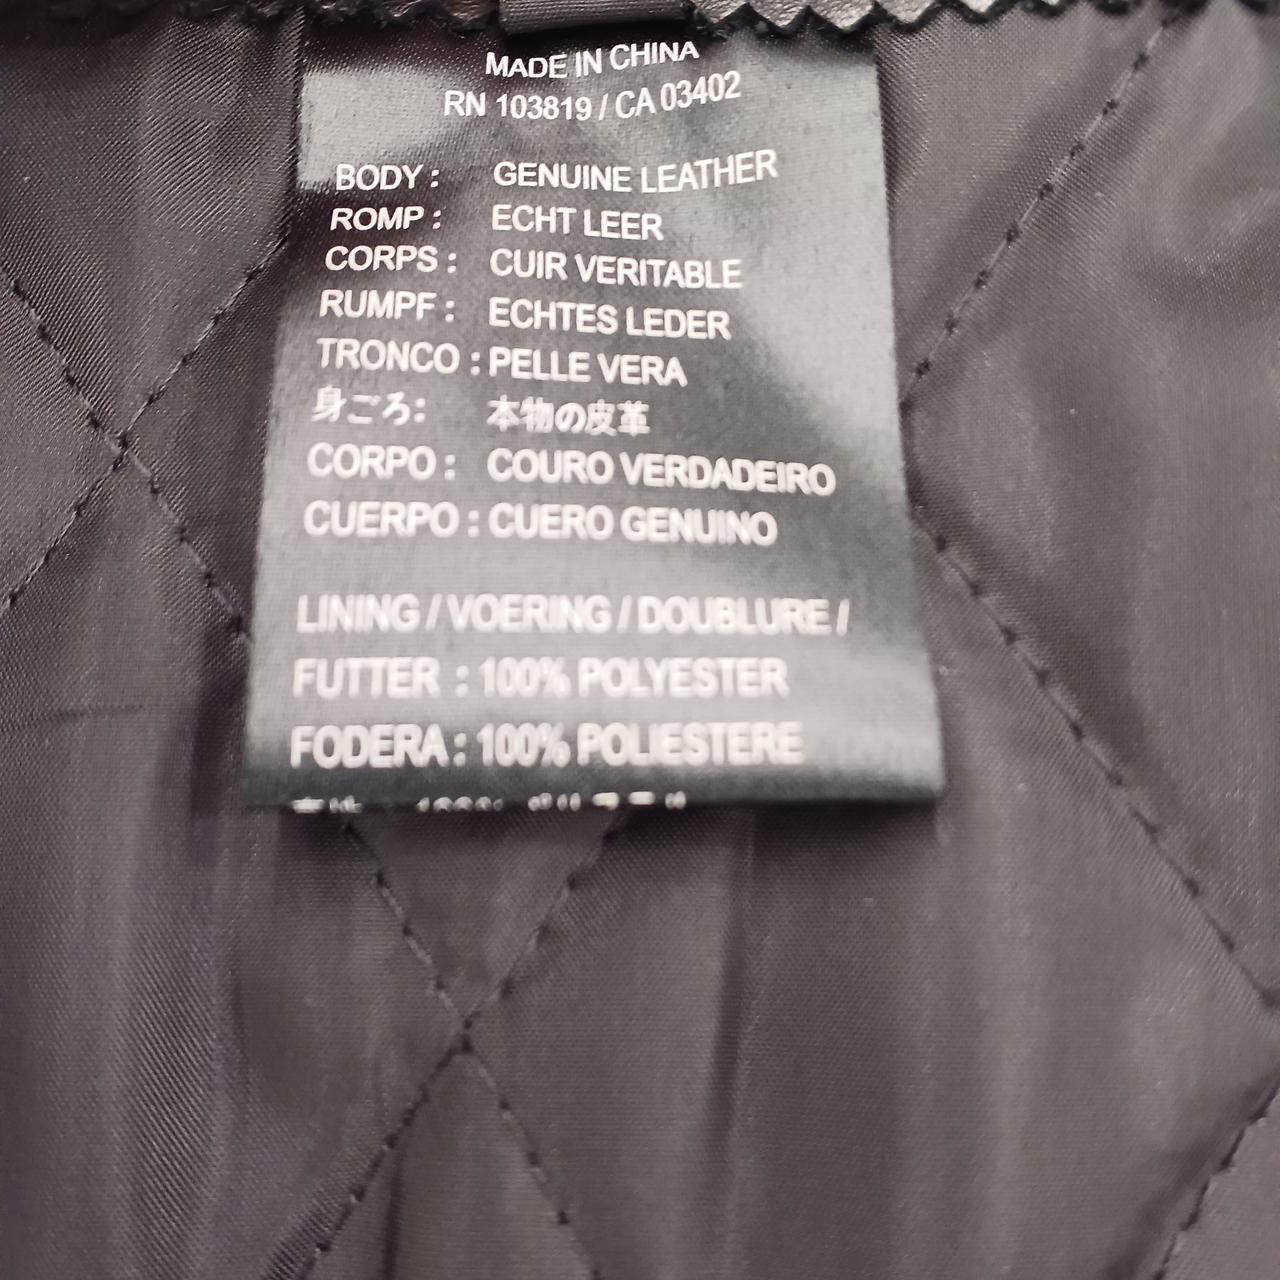 MADE IN CHINA
RN 103819 / CA 03402
BODY : GENUINE LEATHER
ROMP : ECHT LEER
CORPS : CUIR VERITABLE
RUMPF : ECHTES LEDER
TRONCO : PELLE VERA
身ごろ: 本物の皮革
CORPO : COURO VERDADEIRO
CUERPO : CUERO GENUINO
LINING / VOERING / DOUBLURE /
FUTTER : 100% POLYESTER
FODERA : 100% POLIESTERE